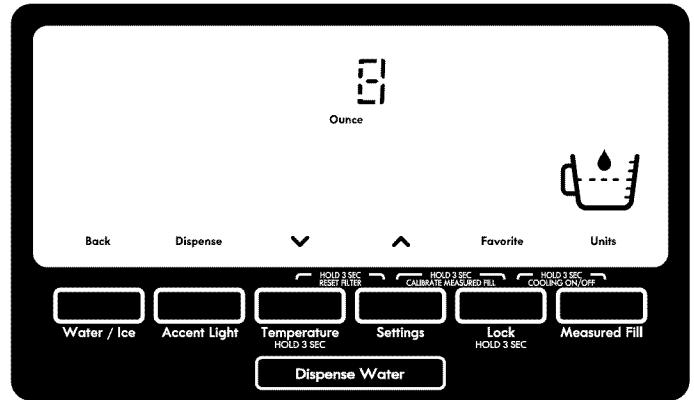 8
Ounce
Back Dispense Favorite Units
HOLD 3 SEC HOLD 3 SEC HOLD 3 SEC
RESET FILTER CALIBRATE MEASURED FILL COOLING ON/OFF
Water / Ice Accent Light Temperature Settings Lock Measured Fill
HOLD 3 SEC HOLD 3 SEC
Dispense Water